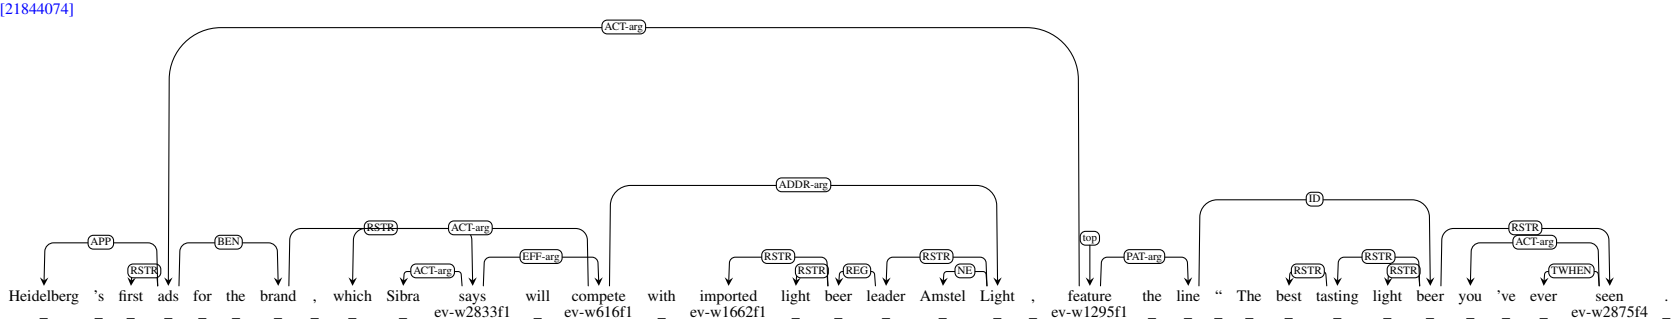 [21844074]
ACT-arg
ADDR-arg
ID
RSTR ACT-arg RSTR
top
APP BEN ACT-arg
EFF-arg RSTR RSTR PAT-arg RSTR
RSTR ACT-arg RSTR REG NE RSTR RSTR TWHEN
Heidelberg 's first ads for the brand , which Sibra says will compete with imported light beer leader Amstel Light , feature the line “ The best tasting light beer you 've ever seen .
_ _ _ _ _ _ _ _ _ _ ev-w2833f1 _ ev-w616f1 _ ev-w1662f1 _ _ _ _ _ _ ev-w1295f1 _ _ _ _ _ _ _ _ _ _ _ ev-w2875f4 _